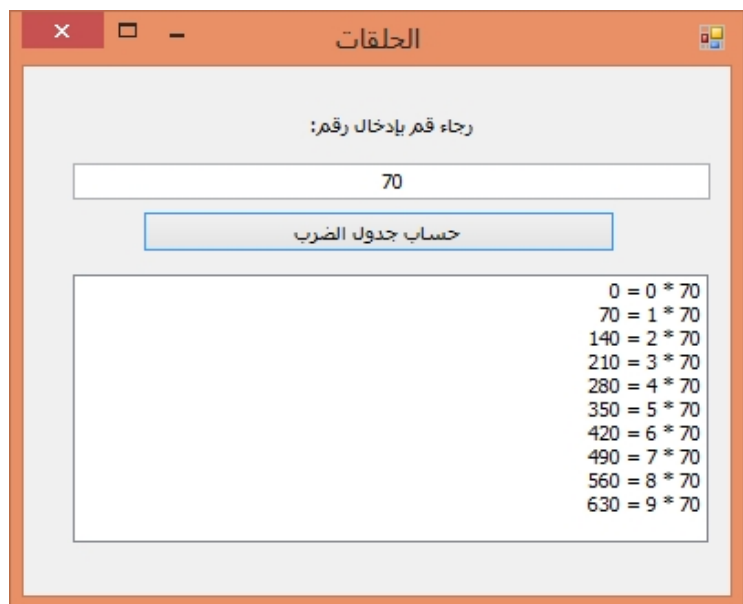 الحلقات
رجاء قم بإدخال رقم:
70
حساب جدول الضرب
70 * 0 = 0
70 * 1 = 70
70 * 2 = 140
70 * 3 = 210
70 * 4 = 280
70 * 5 = 350
70 * 6 = 420
70 * 7 = 490
70 * 8 = 560
70 * 9 = 630